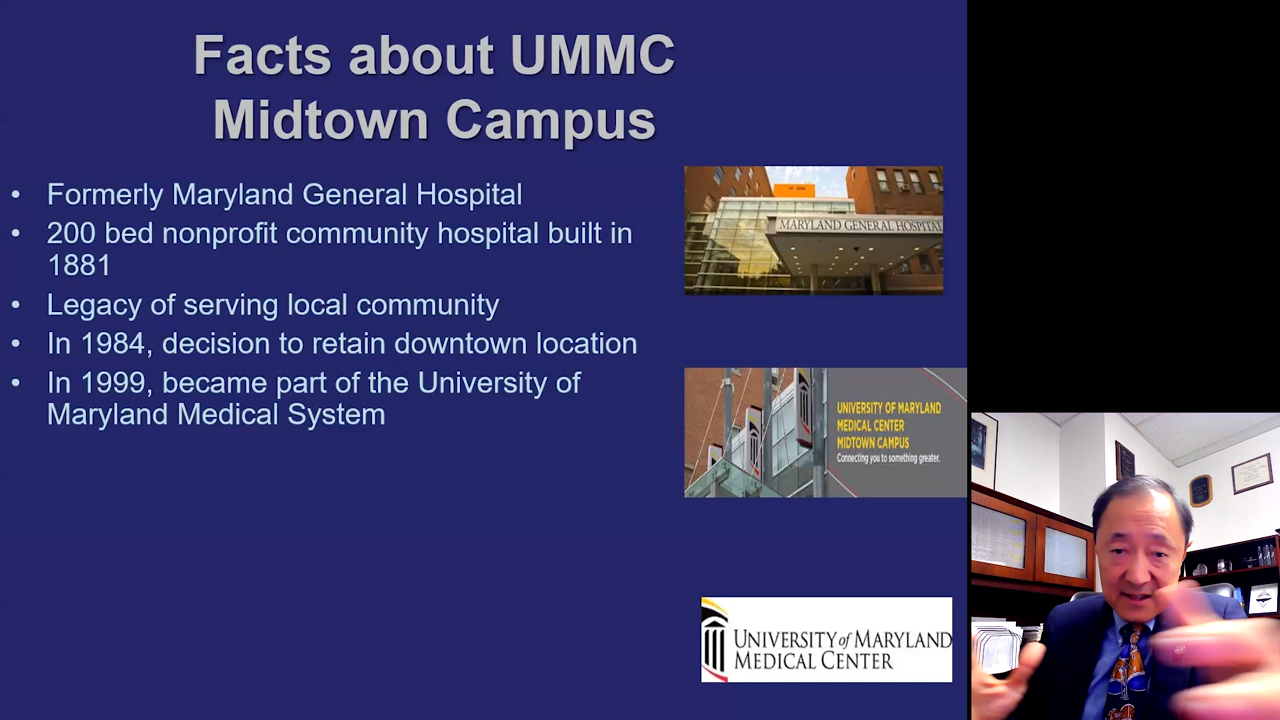 Facts about UMMC
Midtown Campus
• Formerly Maryland General Hospital
• 200 bed nonprofit community hospital built in
1881
• Legacy of serving local community
• In 1984, decision to retain downtown location
• In 1999, became part of the University of
Maryland Medical System
MARYLAND GENERAL HOSPITAL
UNIVERSITY OF MARYLAND
MEDICAL CENTER
MIDTOWN CAMPUS
Connecting you to something greater.
UNIVERSITY of MARYLAND
MEDICAL CENTER